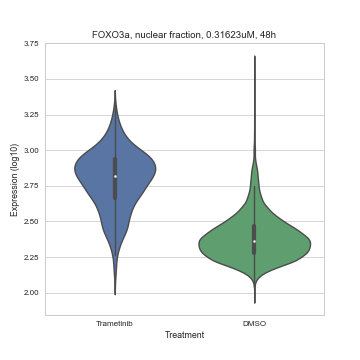 FOXO3a, nuclear fraction, 0.31623uM, 48h
3.75
3.50
3.25
3.00
2.75
2.50
2.25
2.00
Expression (log10)
Trametinib DMSO
Treatment